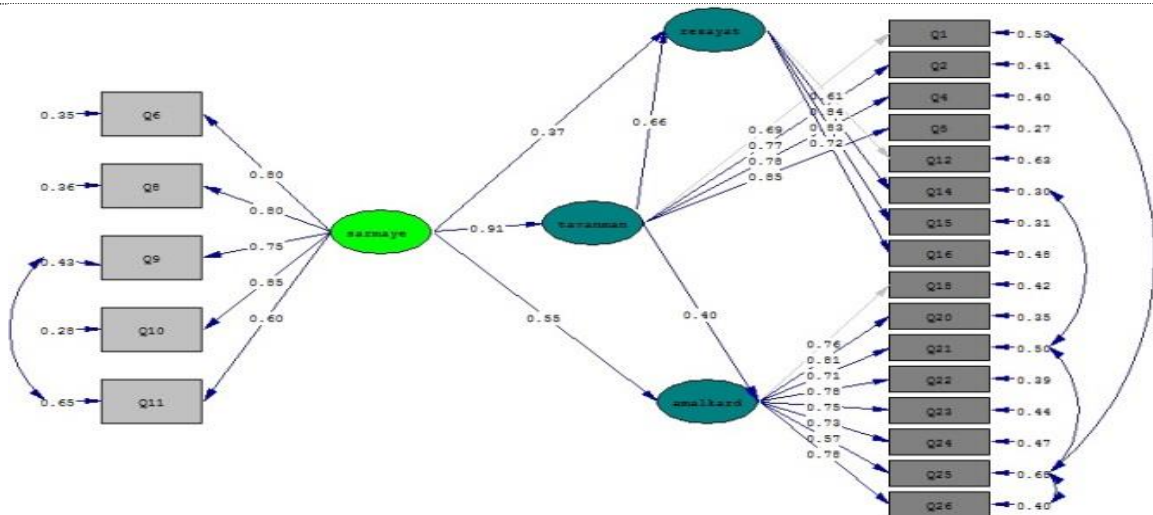 0.35
Q6
0.36
Q8
0.43
Q9
0.28
Q10
0.65
Q11
0.80
0.80
0.75
0.85
0.60
sarmaye
0.37
0.91
0.55
rezayat
0.66
tavanman
0.40
amalkard
0.69
0.77
0.78
0.85
0.61
0.84
0.83
0.72
0.76
0.81
0.71
0.78
0.75
0.73
0.57
0.78
Q1 0.53
Q2 0.41
Q4 0.40
Q5 0.27
Q12 0.63
Q14 0.30
Q15 0.31
Q16 0.48
Q18 0.42
Q20 0.35
Q21 0.50
Q22 0.39
Q23 0.44
Q24 0.47
Q25 0.68
Q26 0.40